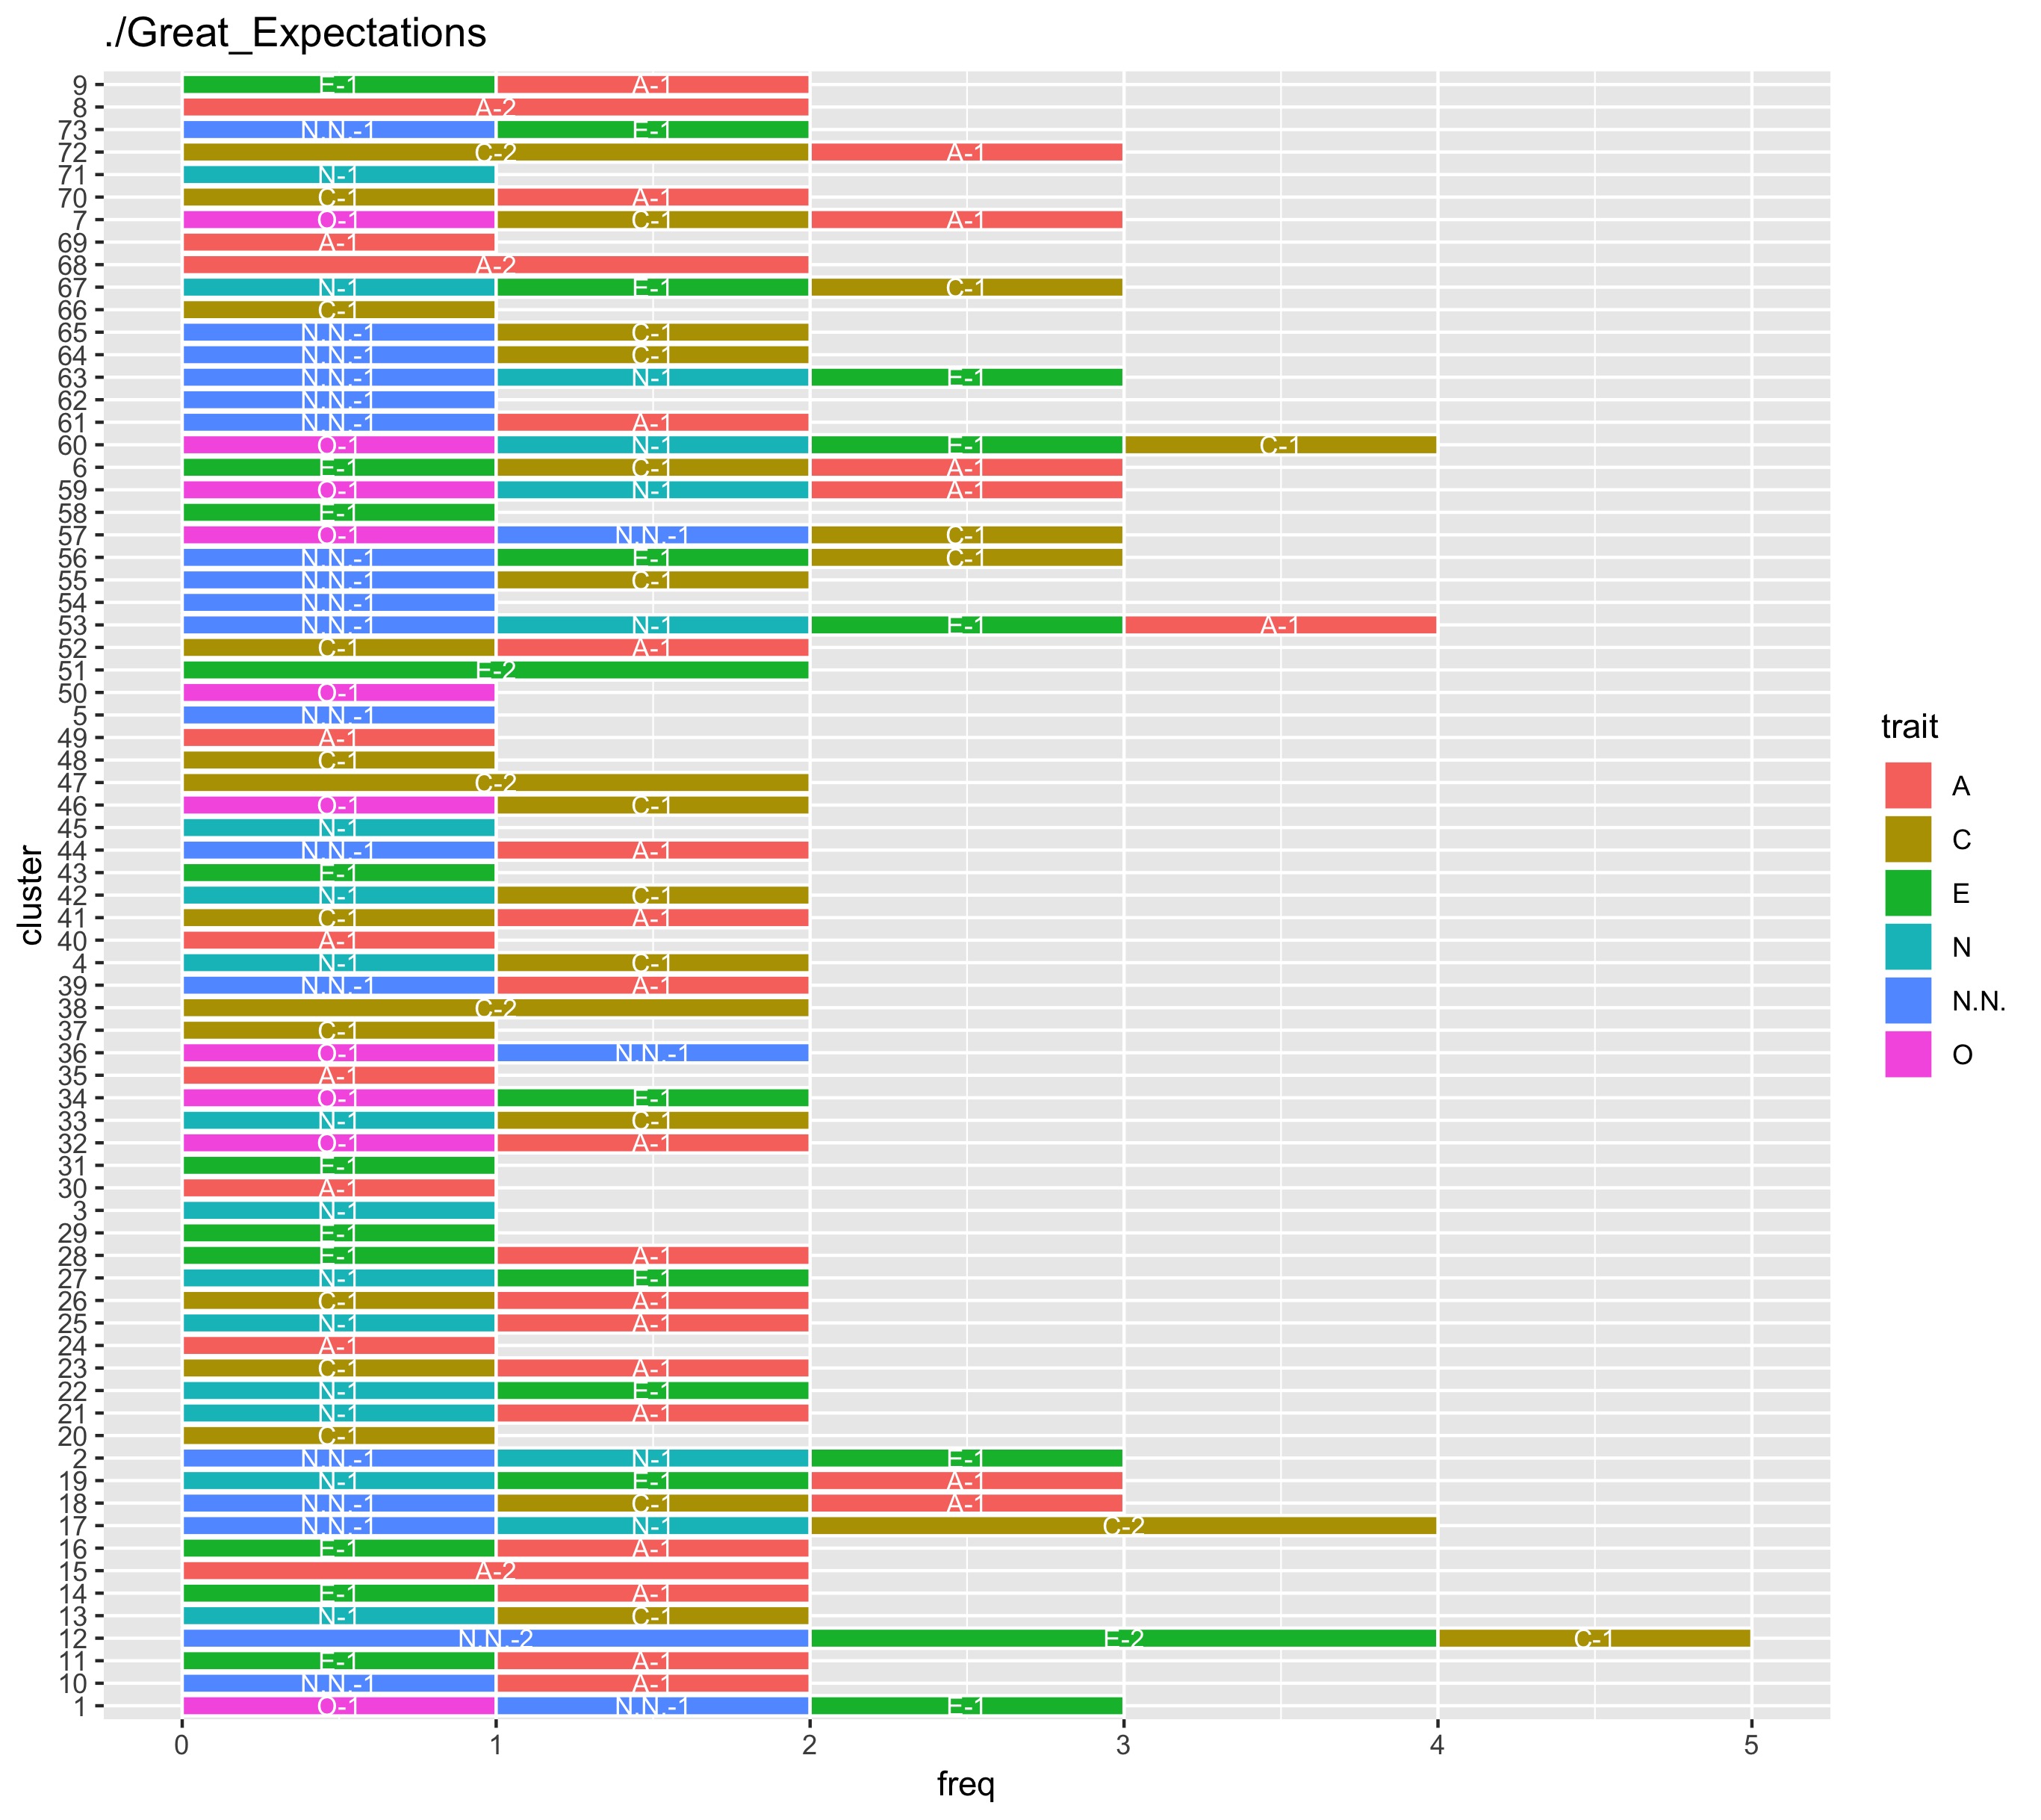 ./Great_Expectations
9 E-1 A-1
8 A-2
73 N.N.-1 E-1
72 C-2 A-1
71 N-1
70 C-1 A-1
7 O-1 C-1 A-1
69 A-1
68 A-2
67 N-1 E-1 C-1
66 C-1
65 N.N.-1 C-1
64 N.N.-1 C-1
63 N.N.-1 N-1 E-1
62 N.N.-1
61 N.N.-1 A-1
60 O-1 N-1 E-1 C-1
6 E-1 C-1 A-1
59 O-1 N-1 A-1
58 E-1
57 O-1 N.N.-1 C-1
56 N.N.-1 E-1 C-1
55 N.N.-1 C-1
54 N.N.-1
53 N.N.-1 N-1 E-1 A-1
52 C-1 A-1
51 E-2
50 O-1
5 N.N.-1
49 A-1
48 C-1
47 C-2
46 O-1 C-1
45 N-1
44 N.N.-1 A-1
43 E-1
42 N-1 C-1
41 C-1 A-1
40 A-1
4 N-1 C-1
39 N.N.-1 A-1
38 C-2
37 C-1
36 O-1 N.N.-1
35 A-1
34 O-1 E-1
33 N-1 C-1
32 O-1 A-1
31 E-1
30 A-1
3 N-1
29 E-1
28 E-1 A-1
27 N-1 E-1
26 C-1 A-1
25 N-1 A-1
24 A-1
23 C-1 A-1
22 N-1 E-1
21 N-1 A-1
20 C-1
2 N.N.-1 N-1 E-1
19 N-1 E-1 A-1
18 N.N.-1 C-1 A-1
17 N.N.-1 N-1 C-2
16 E-1 A-1
15 A-2
14 E-1 A-1
13 N-1 C-1
12 N.N.-2 E-2 C-1
11 E-1 A-1
10 N.N.-1 A-1
1 O-1 N.N.-1 E-1
0 1 2 3 4 5
freq
cluster
trait
A
C
E
N
N.N.
O